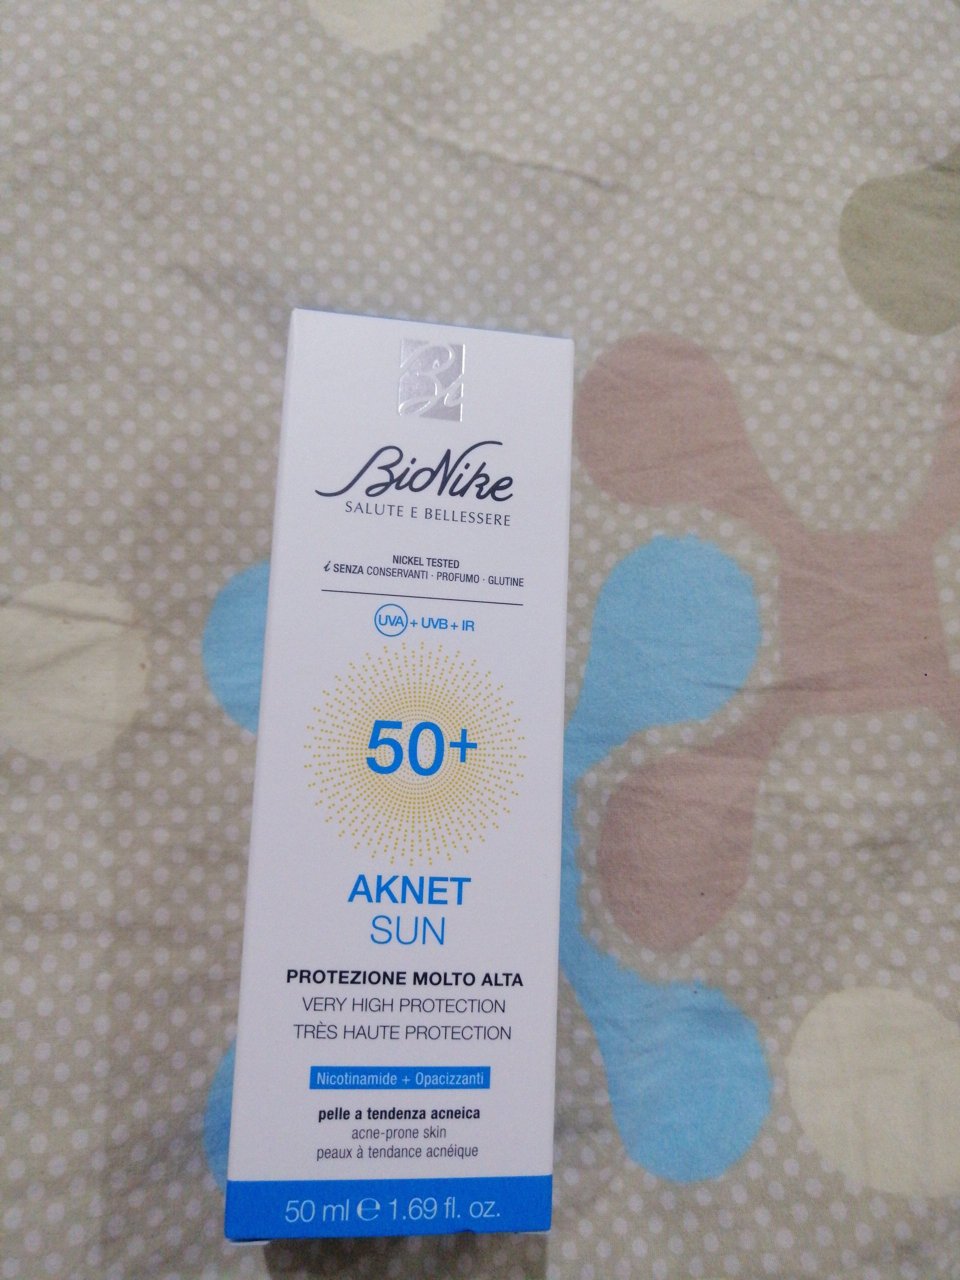 Bi
BioNike
SALUTE E BELLESSERE
NICKEL TESTED
i SENZA CONSERVANTI · PROFUMO · GLUTINE
UVA + UVB + IR
50+
AKNET
SUN
PROTEZIONE MOLTO ALTA
VERY HIGH PROTECTION
TRÈS HAUTE PROTECTION
Nicotinamide + Opacizzanti
pelle a tendenza acneica
acne-prone skin
peaux à tendance acnéique
50 ml ℮ 1.69 fl. oz.